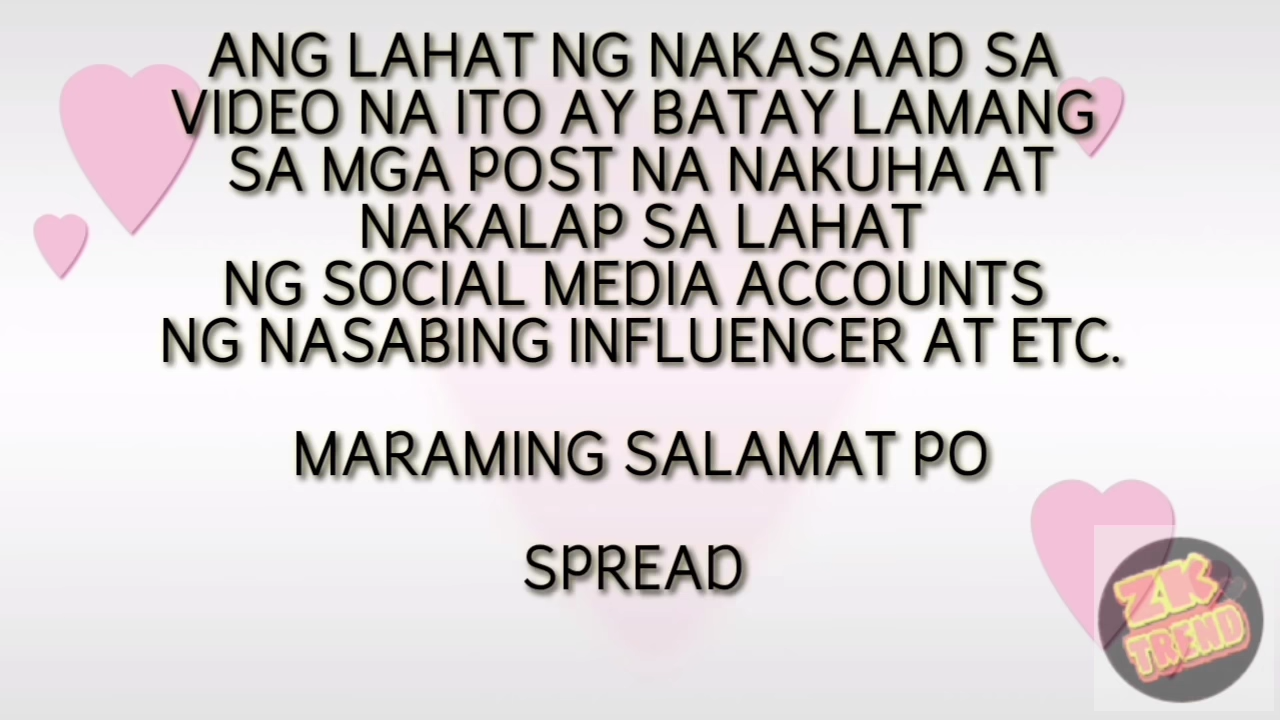 ANG LAHAT NG NAKASAAD SA
VIDEO NA ITO AY BATAY LAMANG
SA MGA POST NA NAKUHA AT
NAKALAP SA LAHAT
NG SOCIAL MEDIA ACCOUNTS
NG NASABING INFLUENCER AT ETC.
MARAMING SALAMAT PO
SPREAD
ZK
TREND